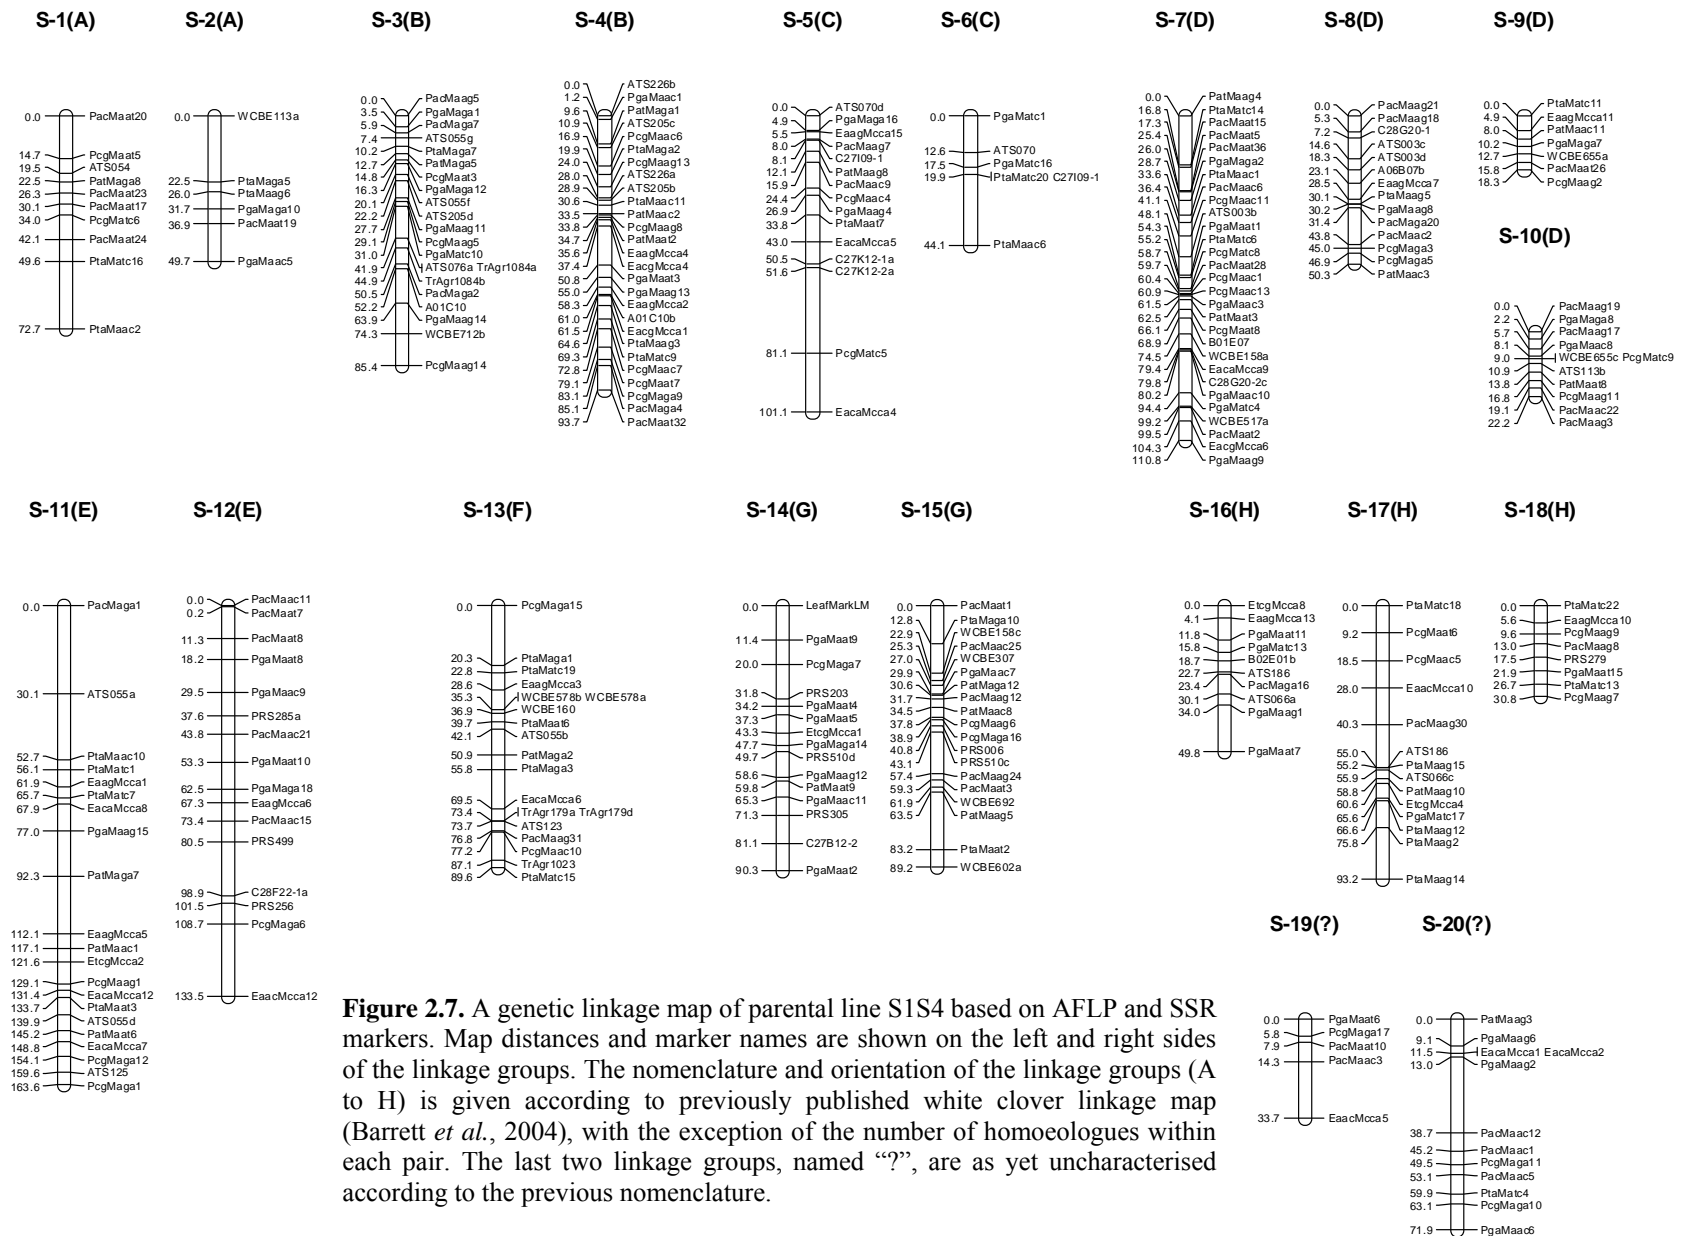 S-1(A)
0.0 PacMaat20
14.7 PcgMaat5
19.5 ATS054
22.5 PatMaga8
26.3 PacMaat23
30.1 PacMaat17
34.0 PcgMatc6
42.1 PacMaat24
49.6 PtaMatc16
72.7 PtaMaac2
S-2(A)
0.0 WCBE113a
22.5 PtaMaga5
26.0 PtaMaag6
31.7 PgaMaga10
36.9 PacMaat19
49.7 PgaMaac5
S-3(B)
0.0 PacMaag5
3.5 PgaMaga1
5.9 PacMaga7
7.4 ATS055g
10.2 PtaMaga7
12.7 PatMaga5
14.8 PcgMaat3
16.3 PgaMaga12
20.1 ATS055f
22.2 ATS205d
27.7 PgaMaag11
29.1 PcgMaag5
31.0 PgaMatc10
41.9 ATS076a TrAgr1084a
44.9 TrAgr1084b
50.5 PacMaga2
52.2 A01C10
63.9 PgaMaag14
74.3 WCBE712b
85.4 PcgMaag14
S-4(B)
0.0 ATS226b
1.2 PgaMaac1
9.6 PatMaga1
10.9 ATS205c
16.9 PcgMaac6
19.9 PtaMaga2
24.0 PcgMaag13
28.0 ATS226a
28.9 ATS205b
30.6 PtaMaac11
33.5 PatMaac2
33.8 PcgMaag8
34.7 PatMaat2
35.6 EaagMcca4
37.4 EacgMcca4
50.8 PgaMaat3
55.0 PgaMaag13
58.3 EaagMcca2
61.0 A01C10b
61.5 EacgMcca1
64.6 PtaMaag3
69.3 PtaMatc9
72.8 PcgMaac7
79.1 PcgMaat7
83.1 PcgMaga9
85.1 PacMaga4
93.7 PacMaat32
S-5(C)
0.0 ATS070d
4.9 PgaMaga16
5.5 EaagMcca15
8.0 PacMaag7
8.1 C27I09-1
12.1 PatMaag8
15.9 PacMaac9
24.4 PcgMaac4
26.9 PgaMaag4
33.8 PtaMaat7
43.0 EacaMcca5
50.5 C27K12-1a
51.6 C27K12-2a
81.1 PcgMatc5
101.1 EacaMcca4
S-6(C)
0.0 PgaMatc1
12.6 ATS070
17.5 PgaMatc16
19.9 PtaMatc20 C27I09-1
44.1 PtaMaac6
S-7(D)
0.0 PatMaag4
16.8 PtaMatc14
17.3 PacMaat15
25.4 PacMaat5
26.0 PacMaat36
28.7 PgaMaga2
33.6 PtaMaac1
36.4 PacMaac6
41.1 PcgMaac11
48.1 ATS003b
54.3 PgaMaat1
55.2 PtaMatc6
58.7 PcgMatc8
59.7 PacMaat28
60.4 PcgMaac1
60.9 PcgMaac13
61.5 PgaMaac3
62.5 PatMaat3
66.1 PcgMaat8
68.9 B01E07
74.5 WCBE158a
79.4 EacaMcca9
79.8 C28G20-2c
80.2 PgaMaac10
94.4 PgaMatc4
99.2 WCBE517a
99.5 PacMaat2
104.3 EacgMcca6
110.8 PgaMaag9
S-8(D)
0.0 PacMaag21
5.3 PacMaag18
7.2 C28G20-1
14.6 ATS003c
18.3 ATS003d
23.1 A06B07b
28.5 EaagMcca7
30.1 PtaMaag5
30.2 PgaMaag8
31.4 PacMaga20
43.8 PacMaac2
45.0 PcgMaga3
46.9 PcgMaga5
50.3 PatMaac3
S-9(D)
0.0 PtaMatc11
4.9 EaagMcca11
8.0 PatMaac11
10.2 PgaMaga7
12.7 WCBE655a
15.8 PacMaat26
18.3 PcgMaag2
S-10(D)
0.0 PacMaag19
2.2 PgaMaga8
5.7 PacMaag17
8.1 PgaMaac8
9.0 WCBE655c PcgMatc9
10.9 ATS113b
13.8 PatMaat8
16.8 PcgMaag11
19.1 PacMaac22
22.2 PacMaag3
S-11(E)
0.0 PacMaga1
30.1 ATS055a
52.7 PtaMaac10
56.1 PtaMatc1
61.9 EaagMcca1
65.7 PtaMatc7
67.9 EacaMcca8
77.0 PgaMaag15
92.3 PatMaga7
112.1 EaagMcca5
117.1 PatMaac1
121.6 EtcgMcca2
129.1 PcgMaag1
131.4 EacaMcca12
133.7 PtaMaat3
139.9 ATS055d
145.2 PatMaat6
148.8 EacaMcca7
154.1 PcgMaga12
159.6 ATS125
163.6 PcgMaga1
S-12(E)
0.0 PacMaac11
0.2 PacMaat7
11.3 PacMaat8
18.2 PgaMaat8
29.5 PgaMaac9
37.6 PRS285a
43.8 PacMaac21
53.3 PgaMaat10
62.5 PgaMaga18
67.3 EaagMcca6
73.4 PacMaac15
80.5 PRS499
98.9 C28F22-1a
101.5 PRS256
108.7 PcgMaga6
133.5 EaacMcca12
S-13(F)
0.0 PcgMaga15
20.3 PtaMaga1
22.8 PtaMatc19
28.6 EaagMcca3
35.3 WCBE578b WCBE578a
36.9 WCBE160
39.7 PtaMaat6
42.1 ATS055b
50.9 PatMaga2
55.8 PtaMaga3
69.5 EacaMcca6
73.4 TrAgr179a TrAgr179d
73.7 ATS123
76.8 PacMaag31
77.2 PcgMaac10
87.1 TrAgr1023
89.6 PtaMatc15
S-14(G)
0.0 LeafMarkLM
11.4 PgaMaat9
20.0 PcgMaga7
31.8 PRS203
34.2 PgaMaat4
37.3 PgaMaat5
43.3 EtcgMcca1
47.7 PgaMaga14
49.7 PRS510d
58.6 PgaMaag12
59.8 PatMaat9
65.3 PgaMaac11
71.3 PRS305
81.1 C27B12-2
90.3 PgaMaat2
S-15(G)
0.0 PacMaat1
12.8 PtaMaga10
22.9 WCBE158c
25.3 PacMaac25
27.0 WCBE307
29.9 PgaMaac7
30.6 PatMaga12
31.7 PacMaag12
34.5 PatMaac8
37.8 PcgMaag6
38.9 PcgMaga16
40.8 PRS006
43.1 PRS510c
57.4 PacMaag24
59.3 PacMaat3
61.9 WCBE692
63.5 PatMaag5
83.2 PtaMaat2
89.2 WCBE602a
S-16(H)
0.0 EtcgMcca8
4.1 EaagMcca13
11.8 PgaMaat11
15.8 PgaMatc13
18.7 B02E01b
22.7 ATS186
23.4 PacMaga16
30.1 ATS066a
34.0 PgaMaag1
49.8 PgaMaat7
S-17(H)
0.0 PtaMatc18
9.2 PcgMaat6
18.5 PcgMaac5
28.0 EaacMcca10
40.3 PacMaag30
55.0 ATS186
55.2 PtaMaag15
55.9 ATS066c
58.8 PatMaag10
60.6 EtcgMcca4
65.6 PgaMatc17
66.6 PtaMaag12
75.8 PtaMaag2
93.2 PtaMaag14
S-18(H)
0.0 PtaMatc22
5.6 EaagMcca10
9.6 PcgMaag9
13.0 PacMaag8
17.5 PRS279
21.9 PgaMaat15
26.7 PtaMatc13
30.8 PcgMaag7
S-19(?)
0.0 PgaMaat6
5.8 PcgMaga17
7.9 PacMaat10
14.3 PacMaac3
33.7 EaacMcca5
S-20(?)
0.0 PatMaag3
9.1 PgaMaag6
11.5 EacaMcca1 EacaMcca2
13.0 PgaMaag2
38.7 PacMaac12
45.2 PacMaac1
49.5 PcgMaga11
53.1 PacMaac5
59.9 PtaMatc4
63.1 PcgMaga10
71.9 PgaMaac6
Figure 2.7. A genetic linkage map of parental line S1S4 based on AFLP and SSR
markers. Map distances and marker names are shown on the left and right sides
of the linkage groups. The nomenclature and orientation of the linkage groups (A
to H) is given according to previously published white clover linkage map
(Barrett et al., 2004), with the exception of the number of homoeologues within
each pair. The last two linkage groups, named “?”, are as yet uncharacterised
according to the previous nomenclature.